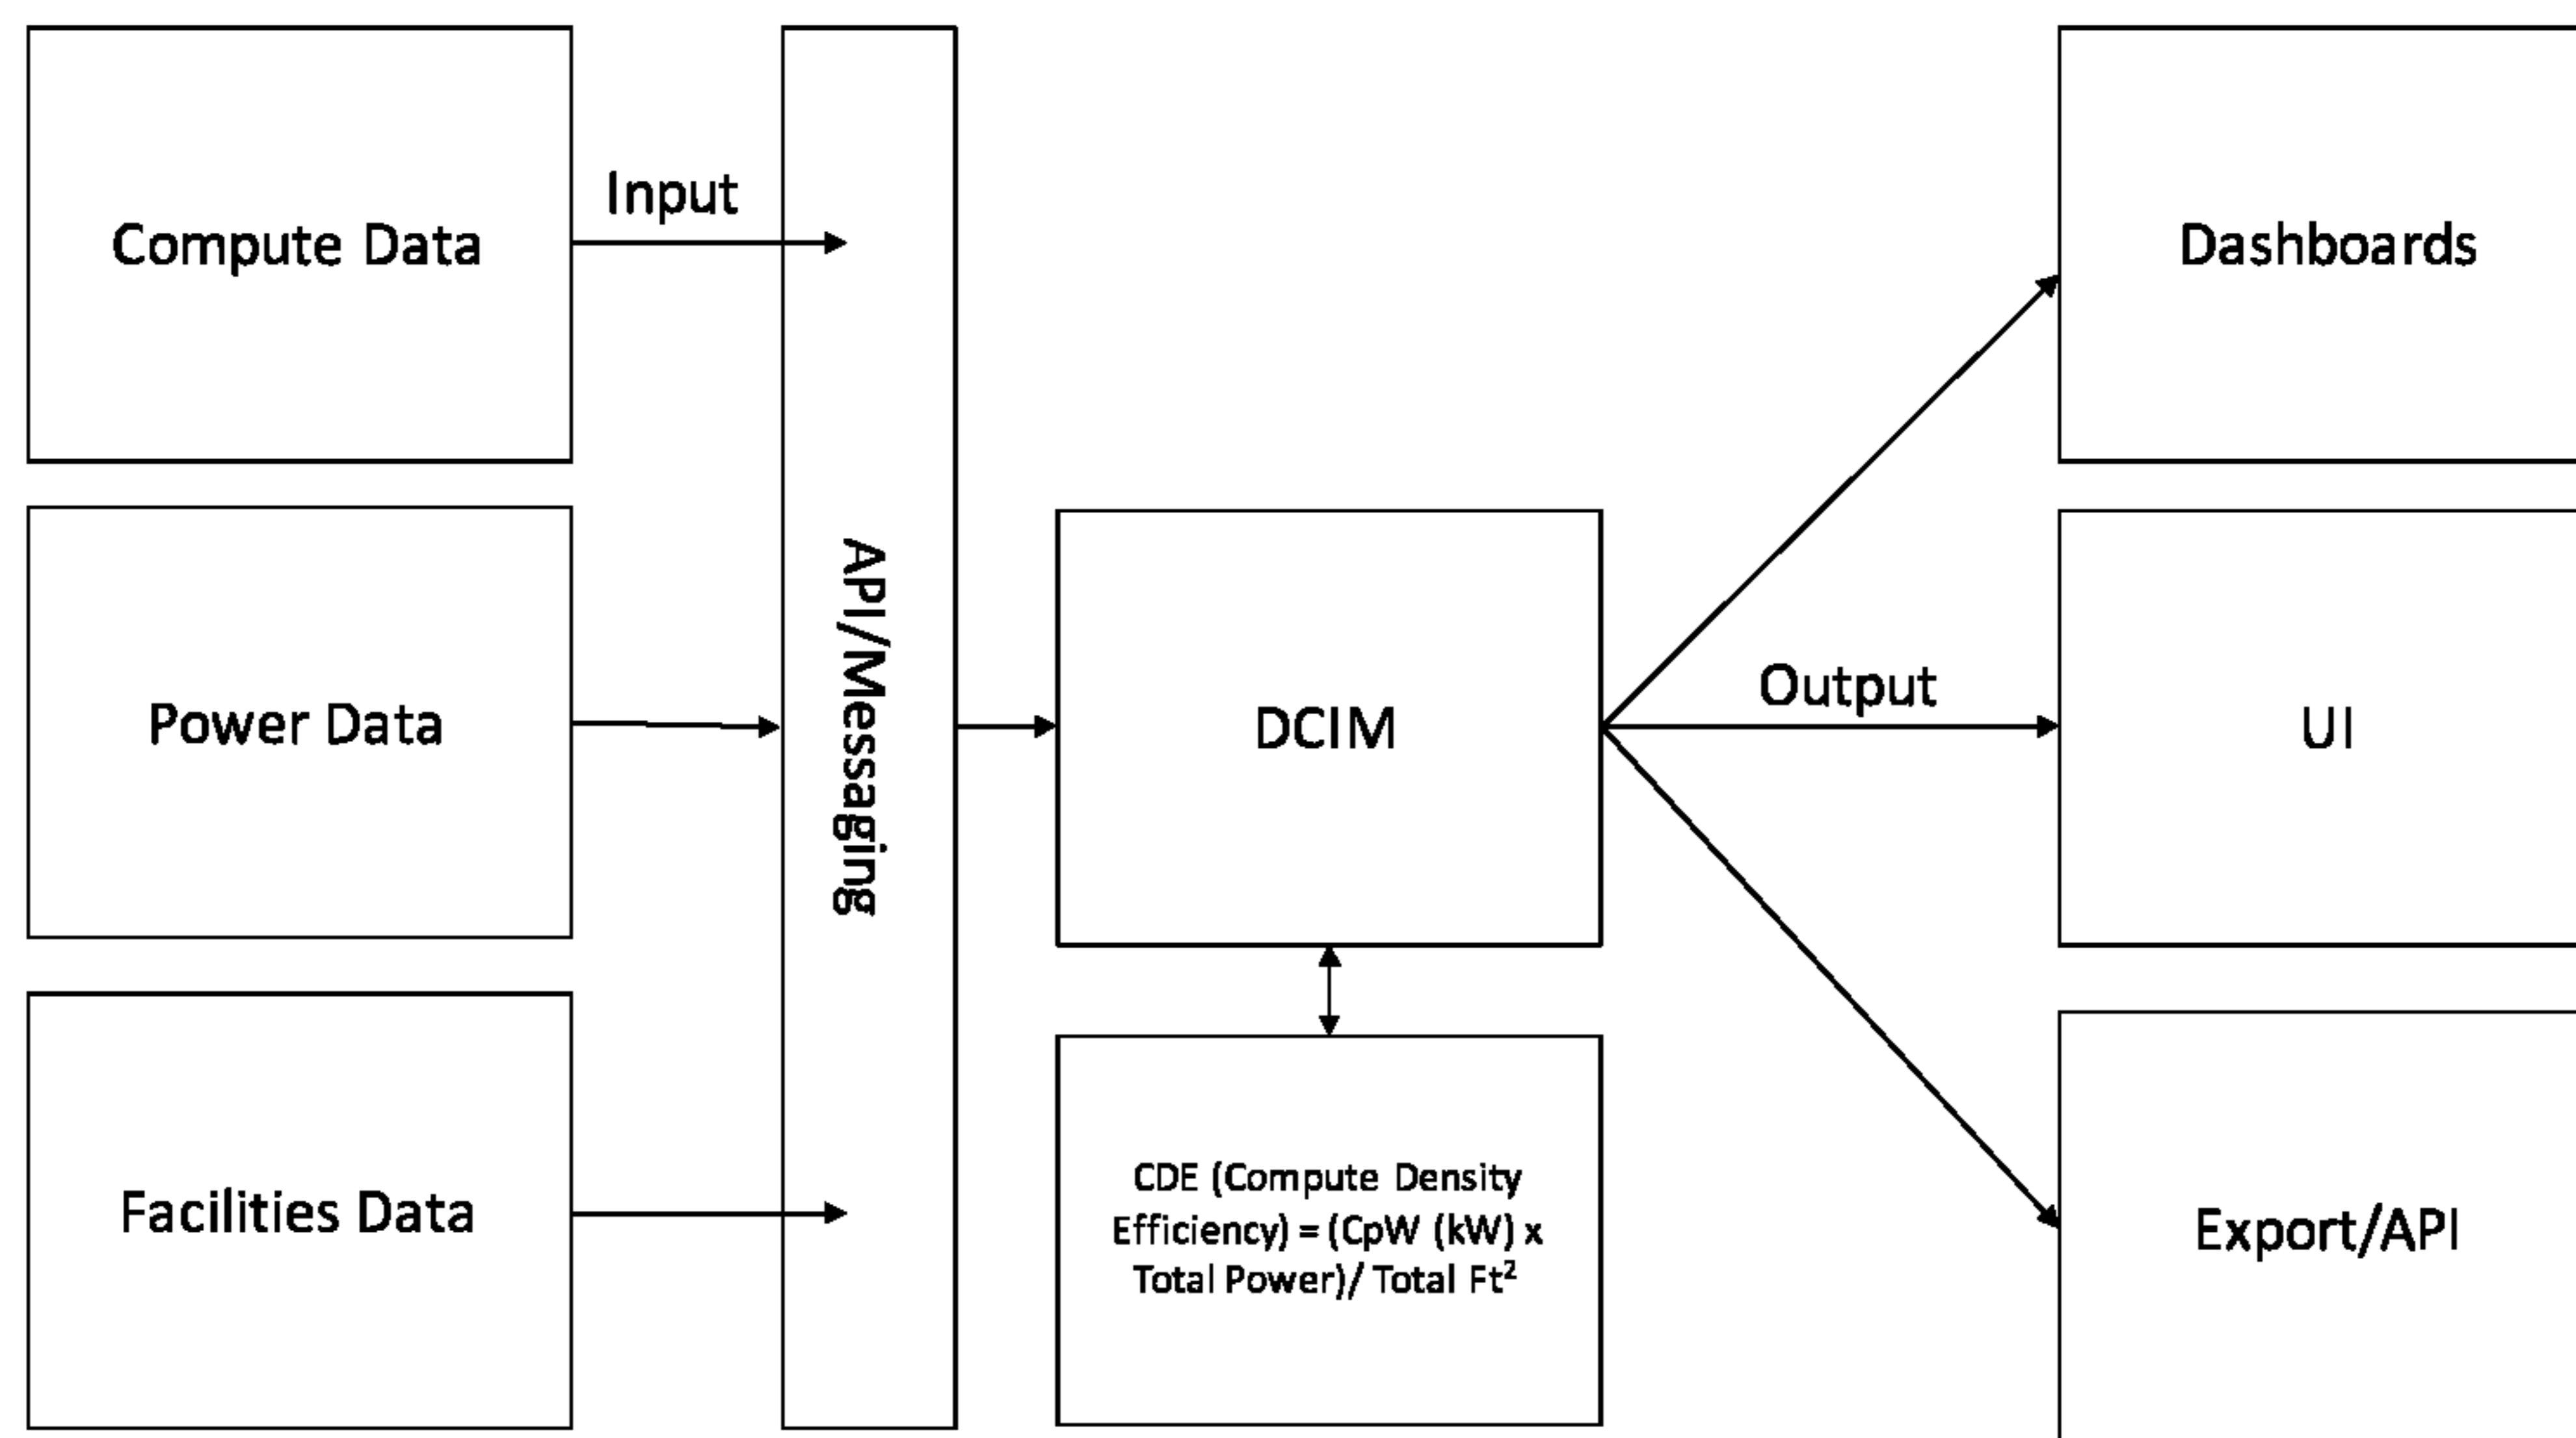 Compute Data
Input
Dashboards
Power Data
API/Messaging
DCIM
Output
UI
Facilities Data
CDE (Compute Density
Efficiency) = (CpW (kW) x
Total Power)/ Total Ft²
Export/API